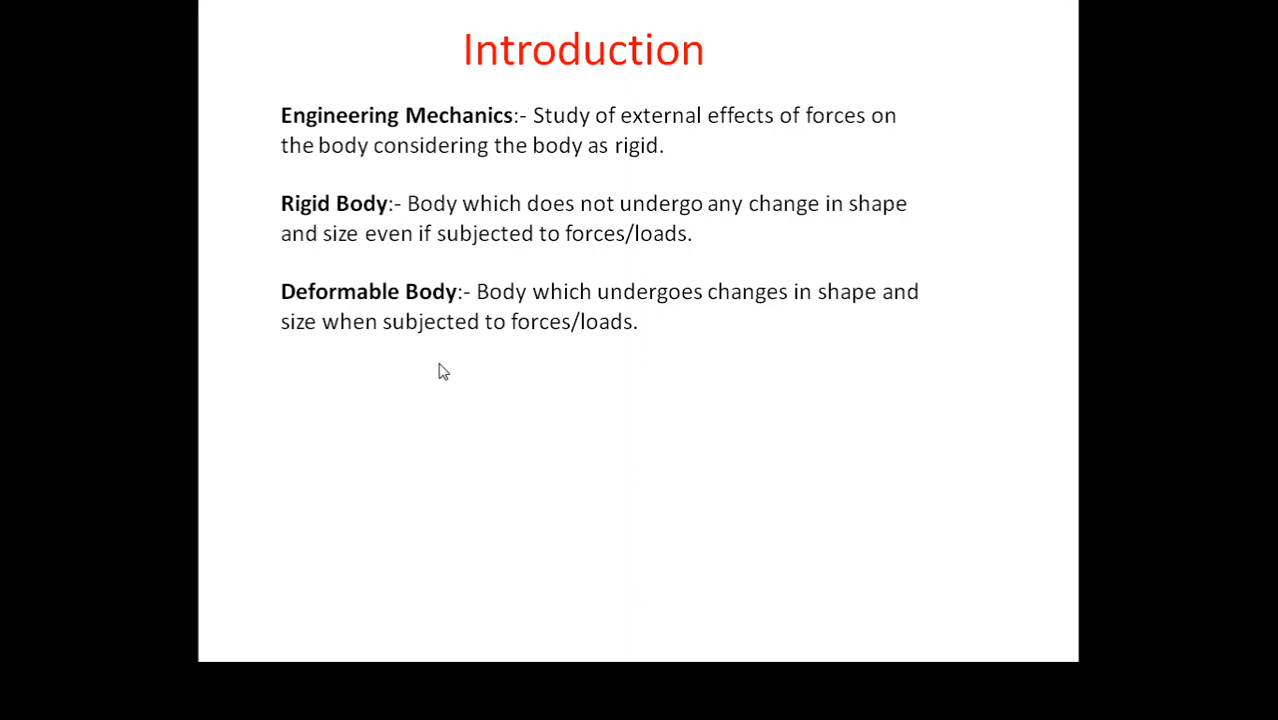 Introduction
Engineering Mechanics:- Study of external effects of forces on
the body considering the body as rigid.
Rigid Body:- Body which does not undergo any change in shape
and size even if subjected to forces/loads.
Deformable Body:- Body which undergoes changes in shape and
size when subjected to forces/loads.